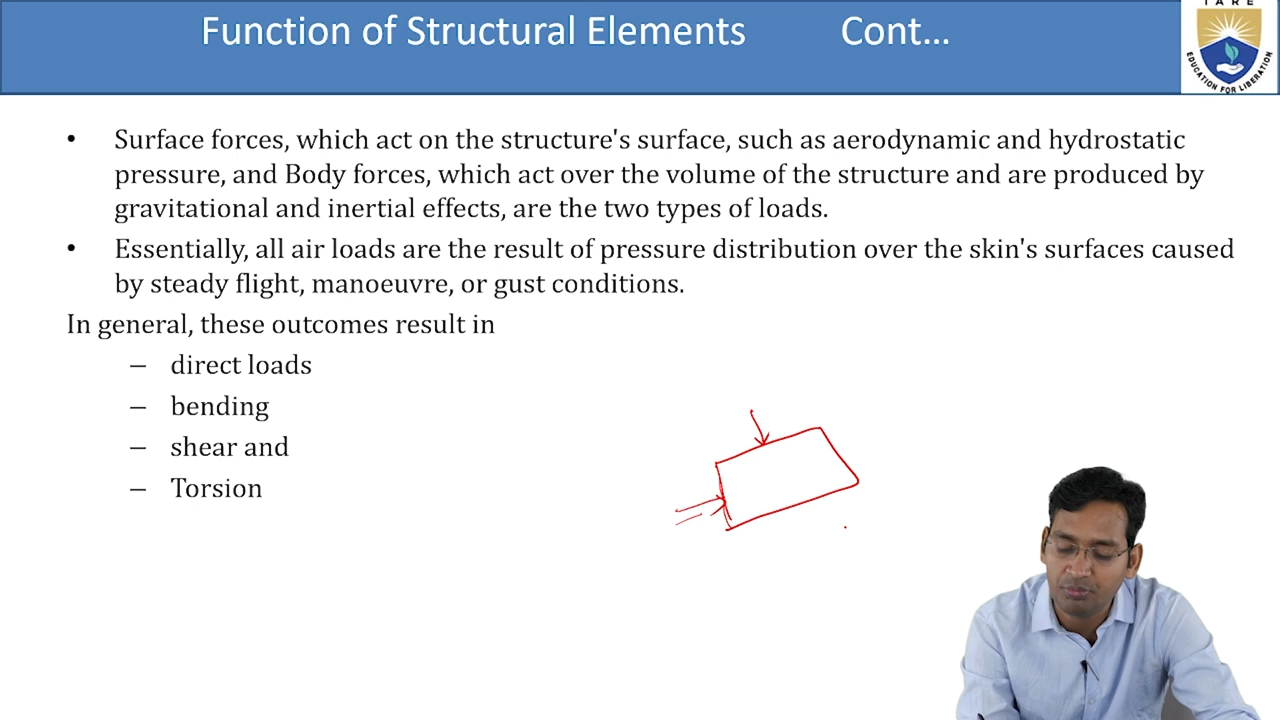 Function of Structural Elements Cont...
TARE
EDUCATION FOR LIBERATION
• Surface forces, which act on the structure's surface, such as aerodynamic and hydrostatic
pressure, and Body forces, which act over the volume of the structure and are produced by
gravitational and inertial effects, are the two types of loads.
• Essentially, all air loads are the result of pressure distribution over the skin's surfaces caused
by steady flight, manoeuvre, or gust conditions.
In general, these outcomes result in
– direct loads
– bending
– shear and
– Torsion